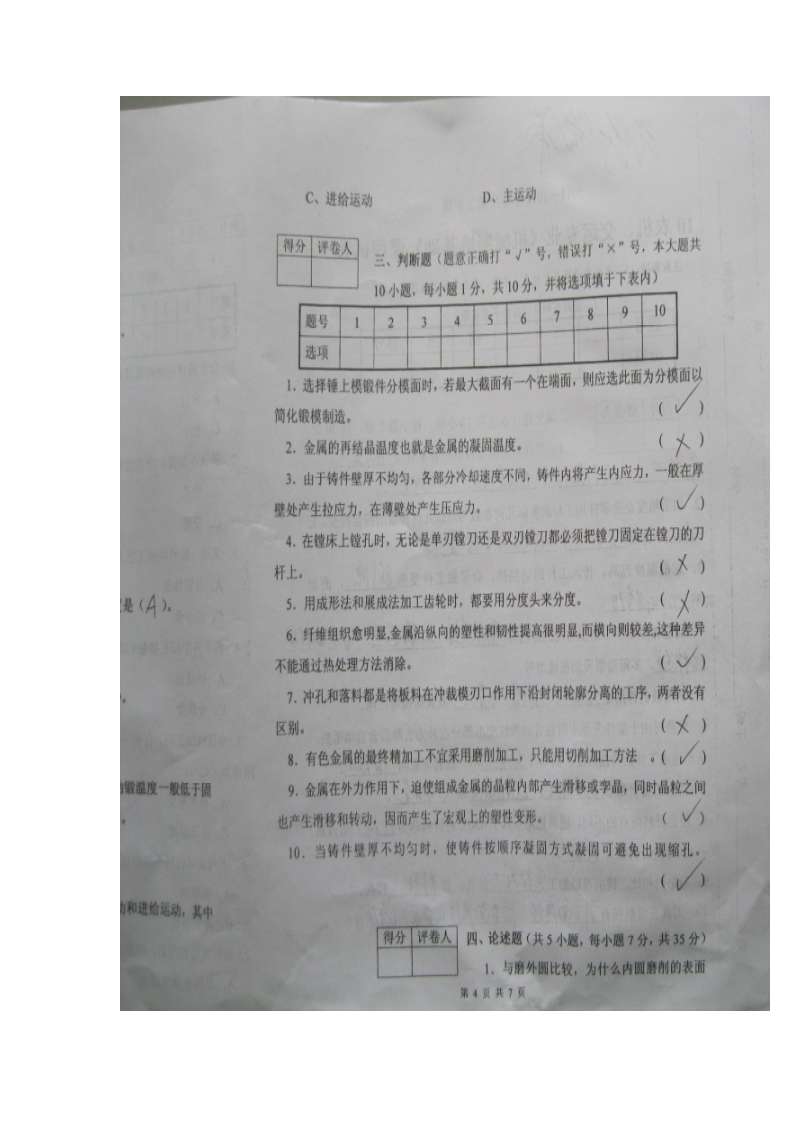 C、进给运动 D、主运动
得分 评卷人
三、判断题（题意正确打“√”号，错误打“×”号，本大题共
10小题，每小题1分，共10分，并将选项填于下表内）
题号 1 2 3 4 5 6 7 8 9 10
选项
1．选择锤上模锻件分模面时，若最大截面有一个在端面，则应选此面为分模面以
简化锻模制造。 （ ✓ ）
2．金属的再结晶温度也就是金属的凝固温度。 （ × ）
3．由于铸件壁厚不均匀，各部分冷却速度不同，铸件内将产生内应力，一般在厚
壁处产生拉应力，在薄壁处产生压应力。 （ ✓ ）
4．在镗床上镗孔时，无论是单刃镗刀还是双刃镗刀都必须把镗刀固定在镗刀的刀
杆上。 （ × ）
度是（A）。
5．用成形法和展成法加工齿轮时，都要用分度头来分度。 （ × ）
6．纤维组织愈明显,金属沿纵向的塑性和韧性提高很明显,而横向则较差,这种差异
不能通过热处理方法消除。 （ ✓ ）
7．冲孔和落料都是将板料在冲裁模刃口作用下沿封闭轮廓分离的工序，两者没有
区别。 （ × ）
8．有色金属的最终精加工不宜采用磨削加工，只能用切削加工方法 。（ ✓ ）
锻温度一般低于固
9．金属在外力作用下，迫使组成金属的晶粒内部产生滑移或孪晶，同时晶粒之间
也产生滑移和转动，因而产生了宏观上的塑性变形。 （ ✓ ）
10．当铸件壁厚不均匀时，使铸件按顺序凝固方式凝固可避免出现缩孔。
（ ✓ ）
和进给运动，其中
得分 评卷人
四、论述题（共5小题，每小题7分，共35分）
1．与磨外圆比较，为什么内圆磨削的表面
第 4 页 共 7 页